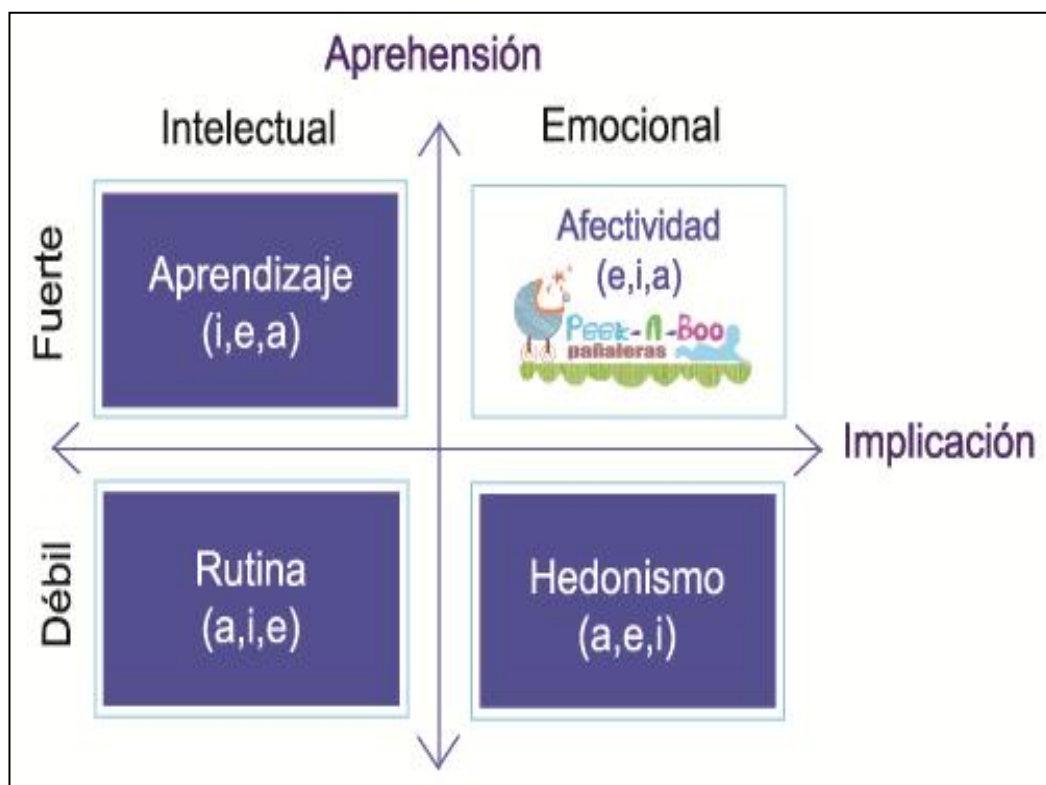 Aprehensión
Intelectual
Emocional
Fuerte
Aprendizaje
(i,e,a)
Afectividad
(e,i,a)
Peek-A-Boo
pañaleras
Implicación
Débil
Rutina
(a,i,e)
Hedonismo
(a,e,i)